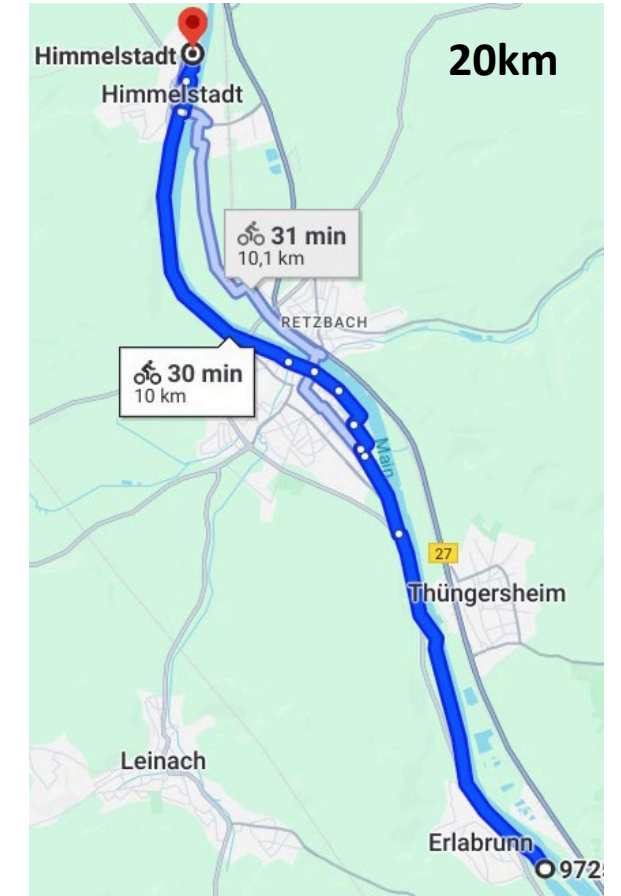 Himmelstadt
20km
Himmelstadt
31 min
10,1 km
RETZBACH
30 min
10 km
Main
27
Thüngersheim
Leinach
Erlabrunn